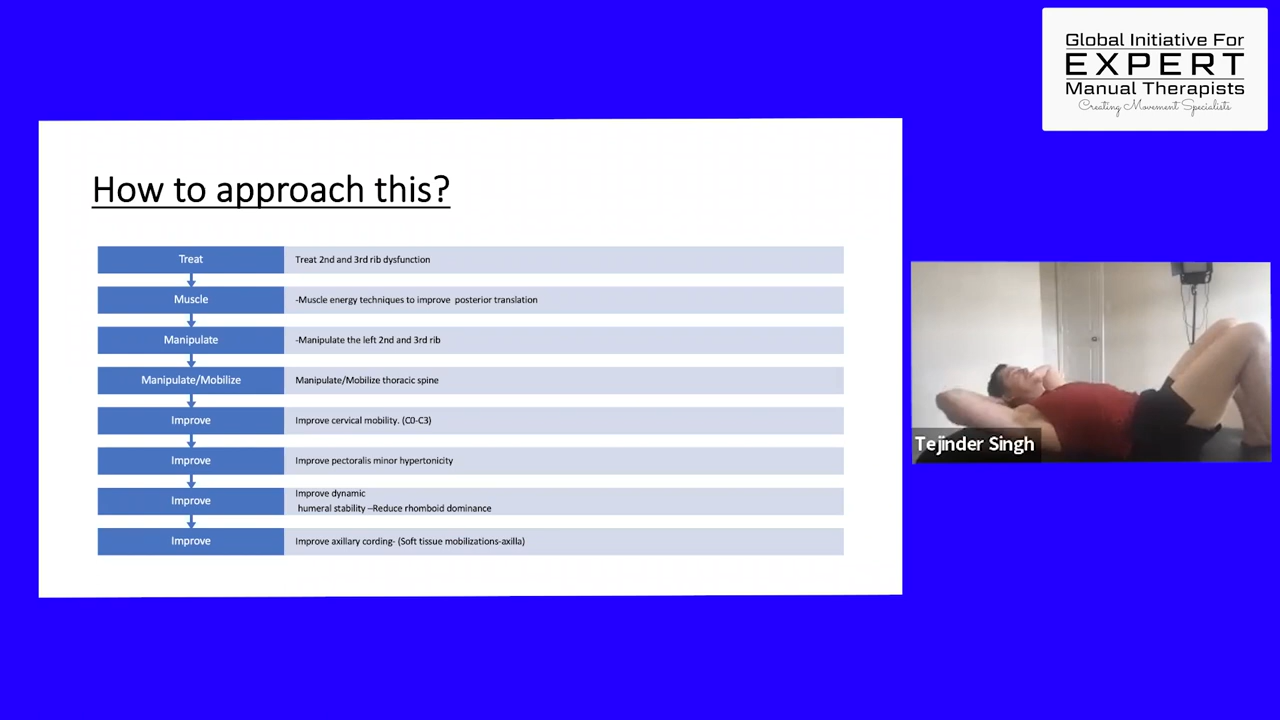 Global Initiative For
EXPERT
Manual Therapists
Creating Movement Specialists
How to approach this?
Treat
Treat 2nd and 3rd rib dysfunction
Muscle
-Muscle energy techniques to improve posterior translation
Manipulate
-Manipulate the left 2nd and 3rd rib
Manipulate/Mobilize
Manipulate/Mobilize thoracic spine
Improve
Improve cervical mobility. (C0-C3)
Improve
Improve pectoralis minor hypertonicity
Improve
Improve dynamic
humeral stability –Reduce rhomboid dominance
Improve
Improve axillary cording- (Soft tissue mobilizations-axilla)
Tejinder Singh